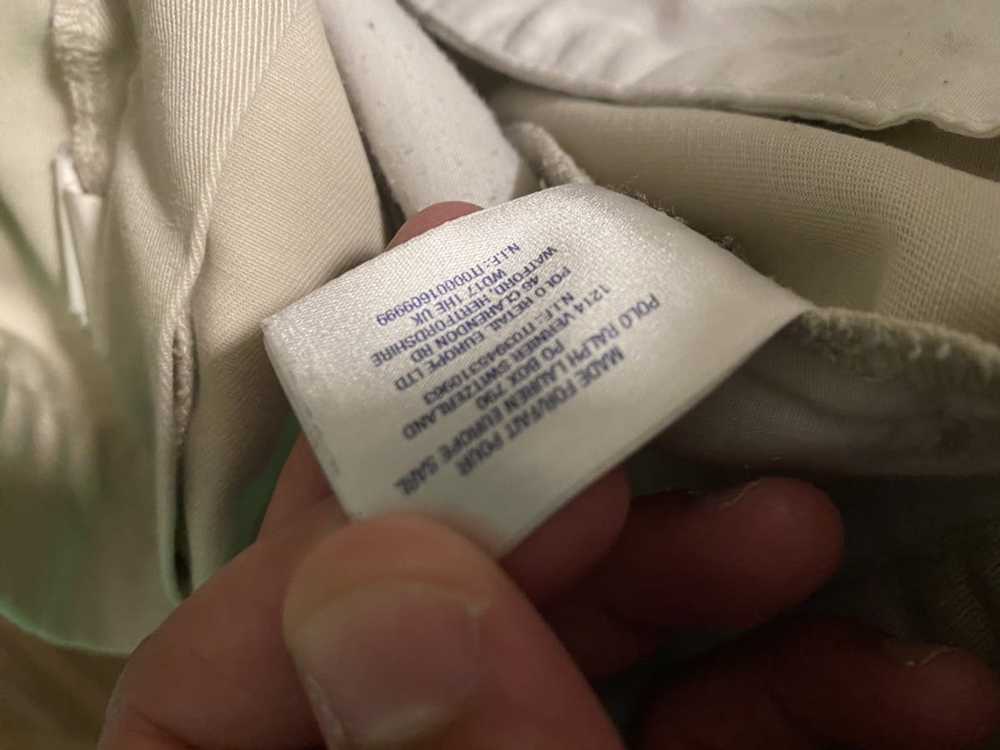 MADE FOR/FAIT POUR
POLO RALPH LAUREN EUROPE SARL
PO BOX 790
1214 VERNIER SWITZERLAND
N.I.F.: IT05945310963
POLO RETAIL EUROPE LTD
46 CLARENDON RD
WATFORD, HERTFORDSHIRE
WD17 1HE UK
N.I.F.: IT00001609999